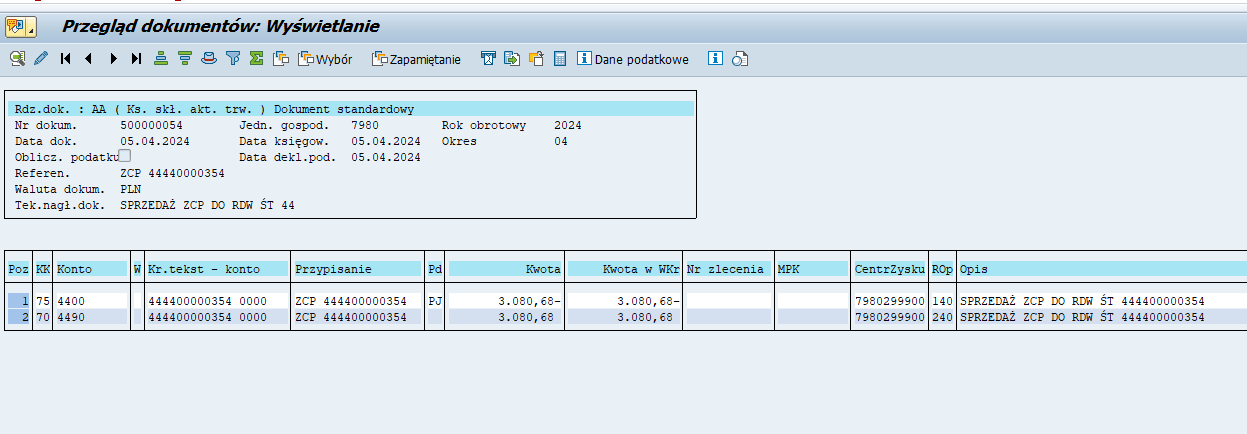 Przegląd dokumentów: Wyświetlanie
Wybór Zapamiętanie Dane podatkowe
Rdz.dok. : AA ( Ks. skł. akt. trw. ) Dokument standardowy
Nr dokum. 500000054 Jedn. gospod. 7980 Rok obrotowy 2024
Data dok. 05.04.2024 Data księgow. 05.04.2024 Okres 04
Oblicz. podatku Data dekl.pod. 05.04.2024
Referen. ZCP 44440000354
Waluta dokum. PLN
Tek.nagł.dok. SPRZEDAŻ ZCP DO RDW ŚT 44
Poz KK Konto W Kr.tekst - konto Przypisanie Pd Kwota Kwota w WKr Nr zlecenia MPK CentrZysku ROp Opis
1 75 4400 444400000354 0000 ZCP 444400000354 PJ 3.080,68- 3.080,68- 7980299900 140 SPRZEDAŻ ZCP DO RDW ŚT 444400000354
2 70 4490 444400000354 0000 ZCP 444400000354 3.080,68 3.080,68 7980299900 240 SPRZEDAŻ ZCP DO RDW ŚT 444400000354